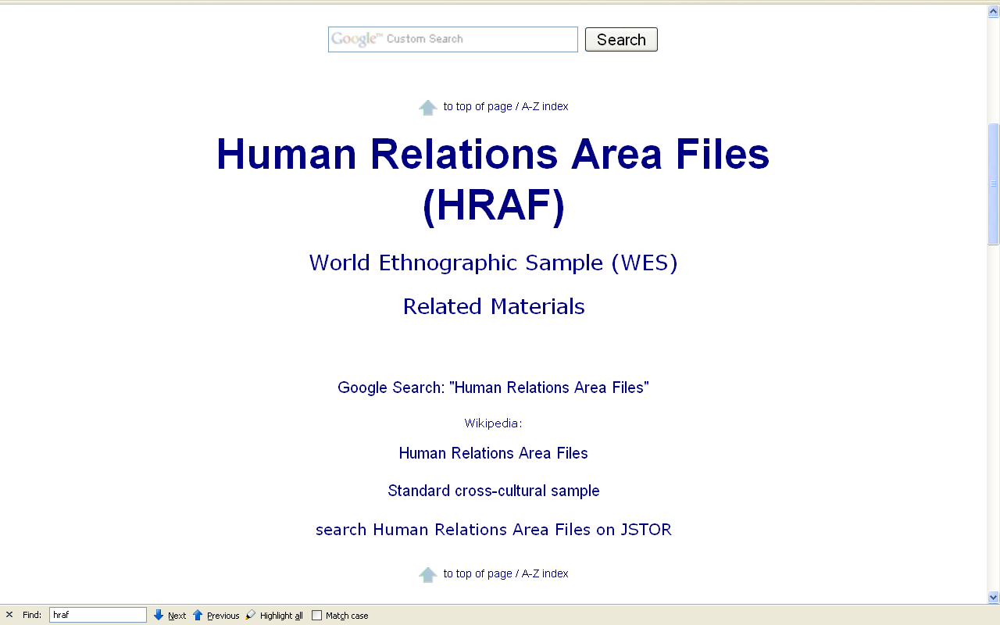 Google™ Custom Search Search
to top of page / A-Z index
Human Relations Area Files
(HRAF)
World Ethnographic Sample (WES)
Related Materials
Google Search: "Human Relations Area Files"
Wikipedia:
Human Relations Area Files
Standard cross-cultural sample
search Human Relations Area Files on JSTOR
to top of page / A-Z index
Find: hraf Next Previous Highlight all Match case